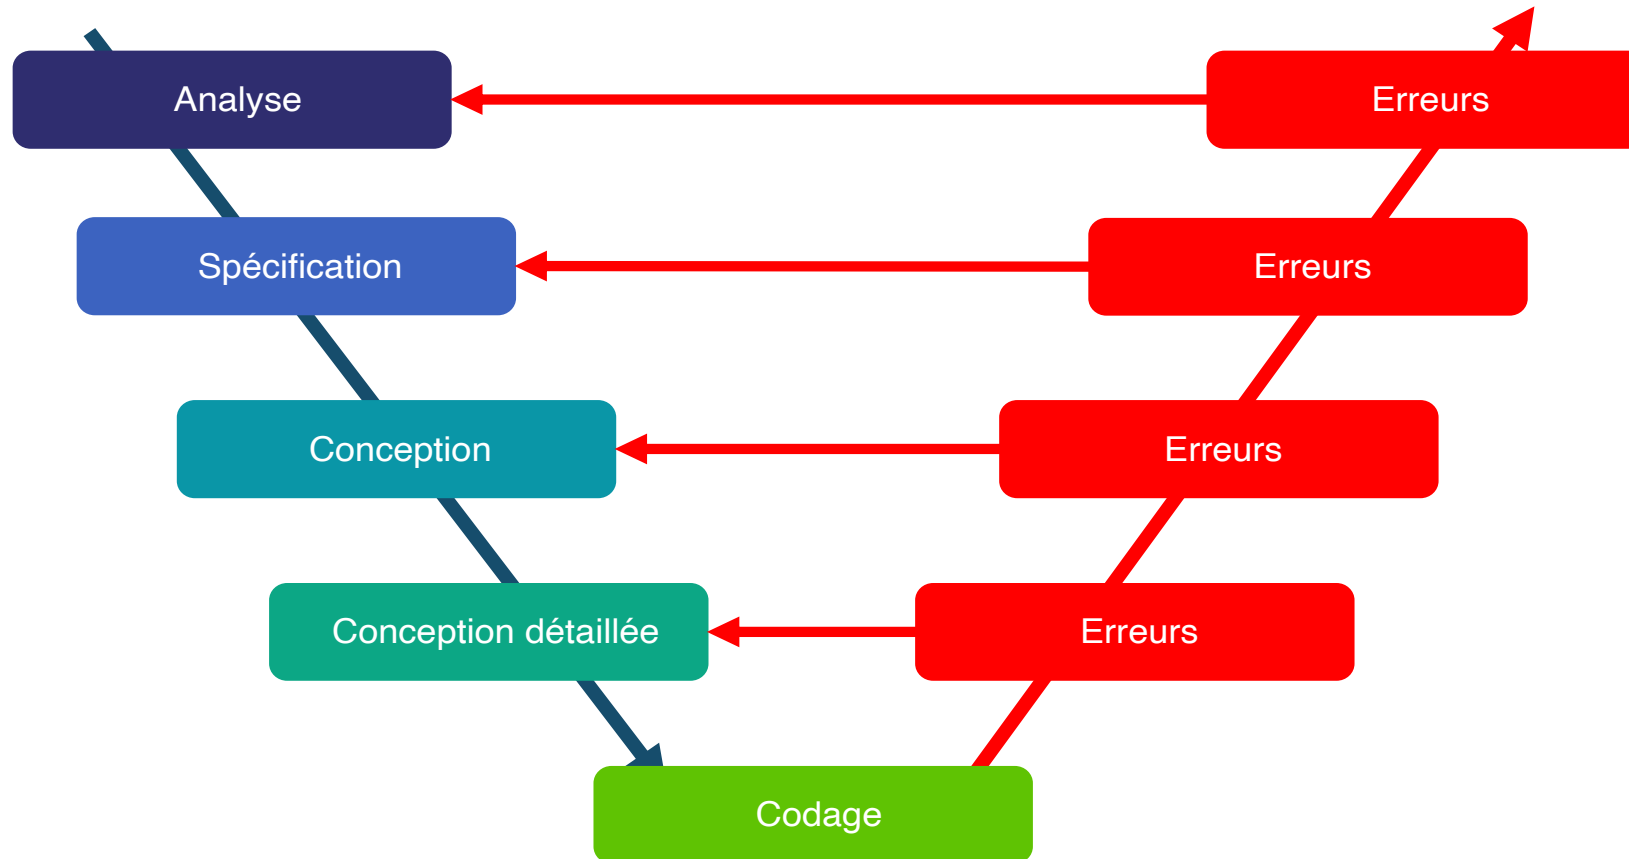 Analyse
Erreurs
Spécification
Erreurs
Conception
Erreurs
Conception détaillée
Erreurs
Codage